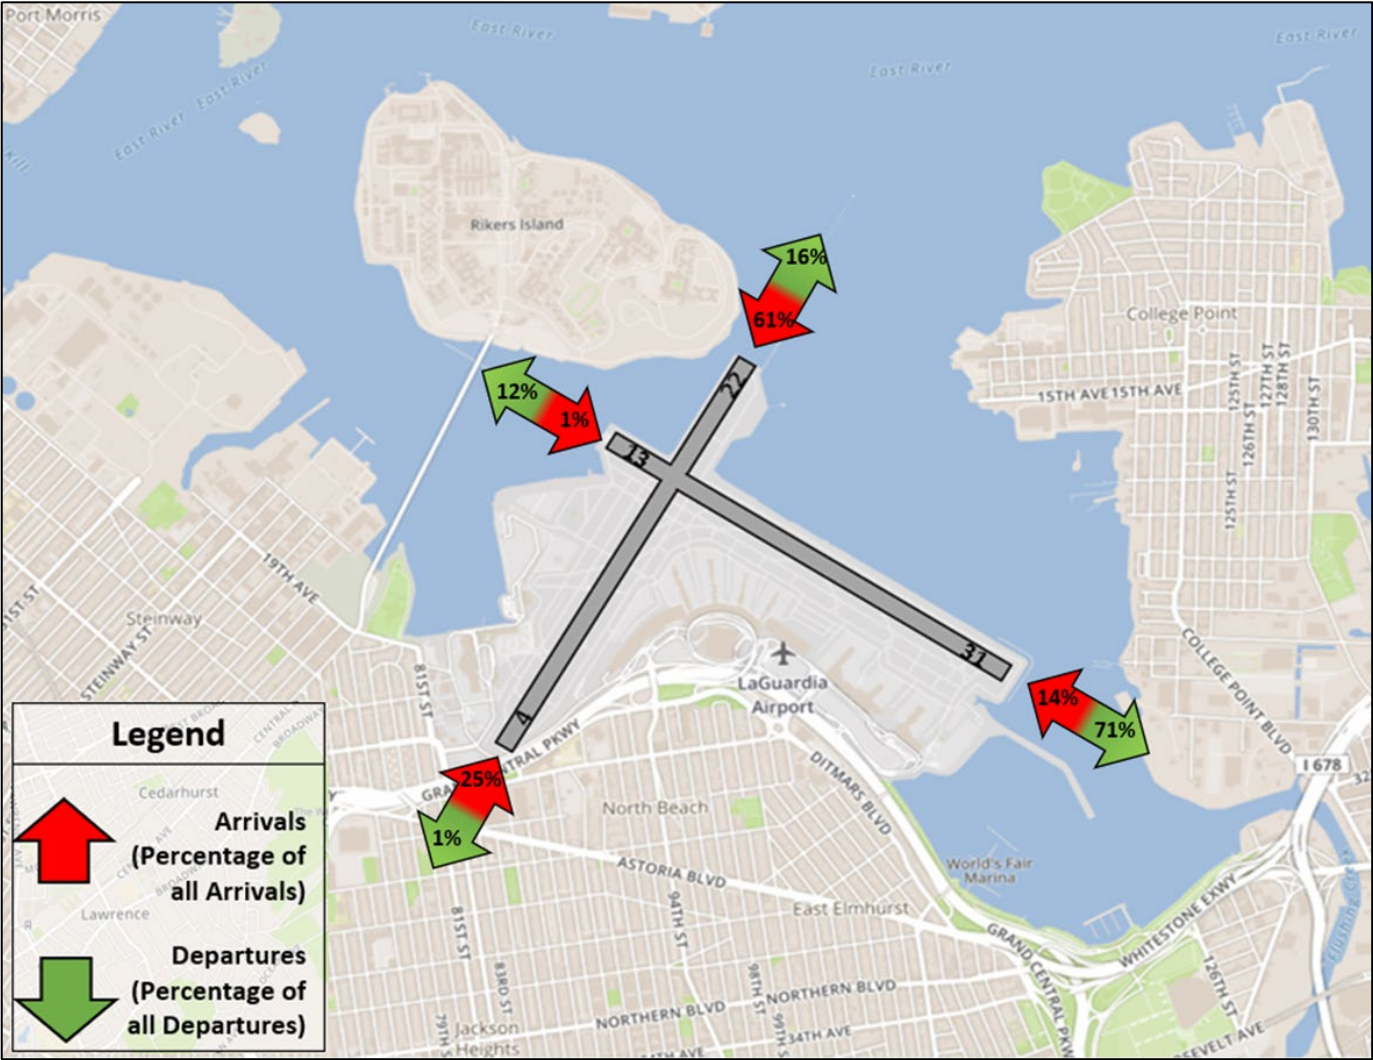 Port Morris
East River
East River
East River
East River
East River
Kill
Rikers Island
16%
61%
College Point
12%
1%
22
13
15TH AVE 15TH AVE
125TH ST
127TH ST
128TH ST
126TH ST
130TH ST
125TH ST
19TH AVE
Steinway
STEINWAY ST
81ST ST
31
LaGuardia
Airport
COLLEGE POINT BLVD
14%
71%
4
I 678
25%
1%
North Beach
DITMARS BLVD
ASTORIA BLVD
World's Fair
Marina
East Elmhurst
94TH ST
81ST ST
83RD ST
98TH ST
GRAND CENTRAL PKW
WHITESTONE EXWY
126TH ST
NORTHERN BLVD
NORTHERN BLVD
34TH AVE
79TH S
Jackson
Heights
Legend
Cedarhurst
Arrivals
(Percentage of
all Arrivals)
Lawrence
Departures
(Percentage of
all Departures)